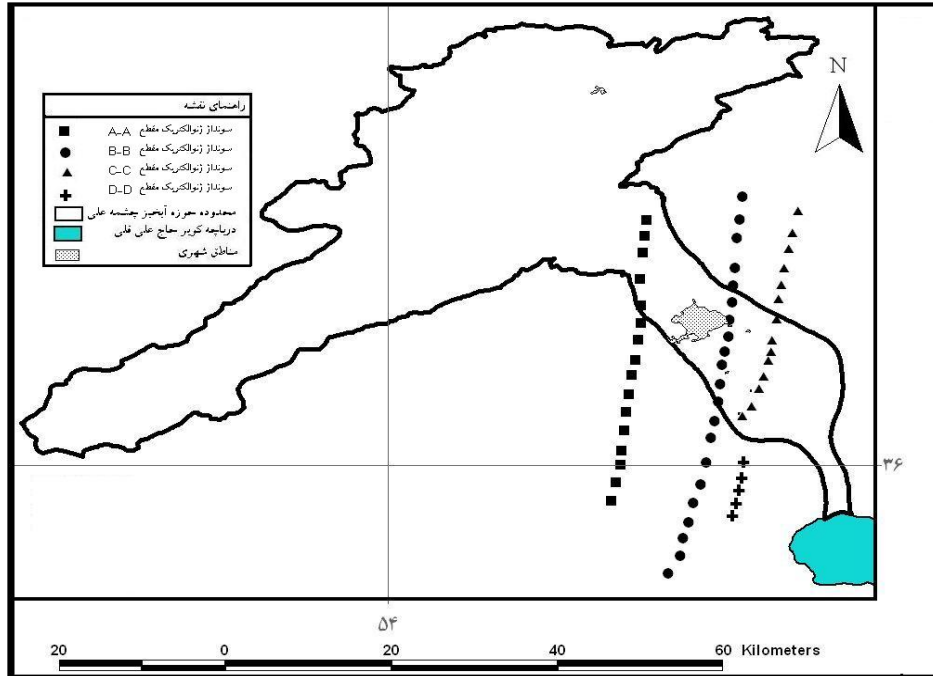 N
راهنمای نقشه
سونداژ ژئوالکتریک مقطع A-A
سونداژ ژئوالکتریک مقطع B-B
سونداژ ژئوالکتریک مقطع C-C
سونداژ ژئوالکتریک مقطع D-D
محدوده حوزه آبخیز چشمه علی
دریاچه کویر حاج علی قلی
مناطق شهری
۳۶
۵۴
20 0 20 40 60 Kilometers